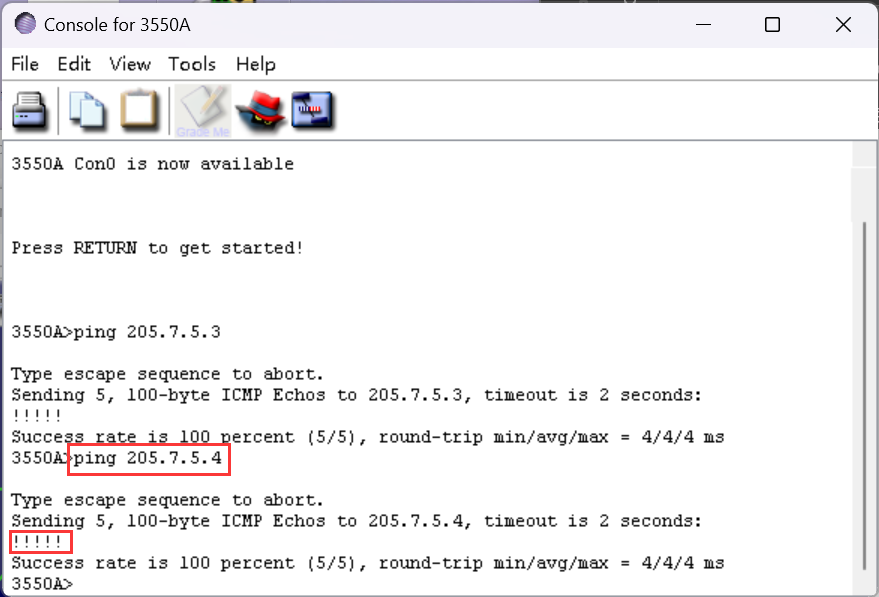 Console for 3550A
File Edit View Tools Help
Grade Me
3550A Con0 is now available
Press RETURN to get started!
3550A>ping 205.7.5.3
Type escape sequence to abort.
Sending 5, 100-byte ICMP Echos to 205.7.5.3, timeout is 2 seconds:
!!!!!
Success rate is 100 percent (5/5), round-trip min/avg/max = 4/4/4 ms
3550A>ping 205.7.5.4
Type escape sequence to abort.
Sending 5, 100-byte ICMP Echos to 205.7.5.4, timeout is 2 seconds:
!!!!!
Success rate is 100 percent (5/5), round-trip min/avg/max = 4/4/4 ms
3550A>